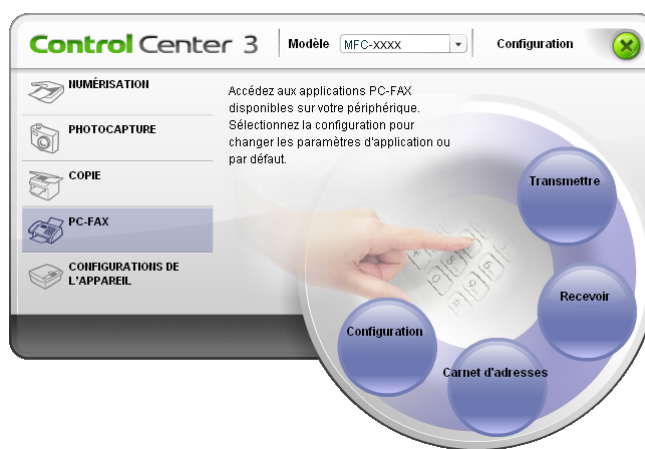 Control Center 3
Modèle
MFC-XXXX
Configuration
NUMÉRISATION
PHOTOCAPTURE
COPIE
PC-FAX
CONFIGURATIONS DE
L'APPAREIL
Accédez aux applications PC-FAX
disponibles sur votre périphérique.
Sélectionnez la configuration pour
changer les paramètres d'application ou
par défaut.
Transmettre
Recevoir
Carnet d'adresses
Configuration